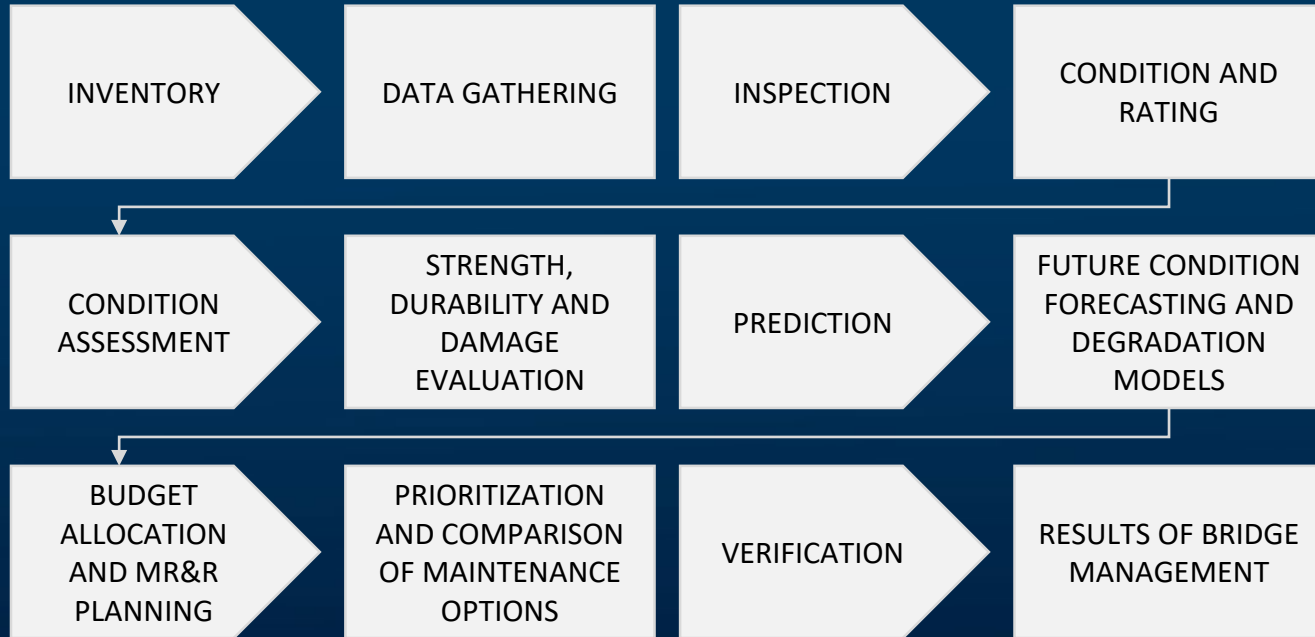 INVENTORY
DATA GATHERING
INSPECTION
CONDITION AND
RATING
CONDITION
ASSESSMENT
STRENGTH,
DURABILITY AND
DAMAGE
EVALUATION
PREDICTION
FUTURE CONDITION
FORECASTING AND
DEGRADATION
MODELS
BUDGET
ALLOCATION
AND MR&R
PLANNING
PRIORITIZATION
AND COMPARISON
OF MAINTENANCE
OPTIONS
VERIFICATION
RESULTS OF BRIDGE
MANAGEMENT